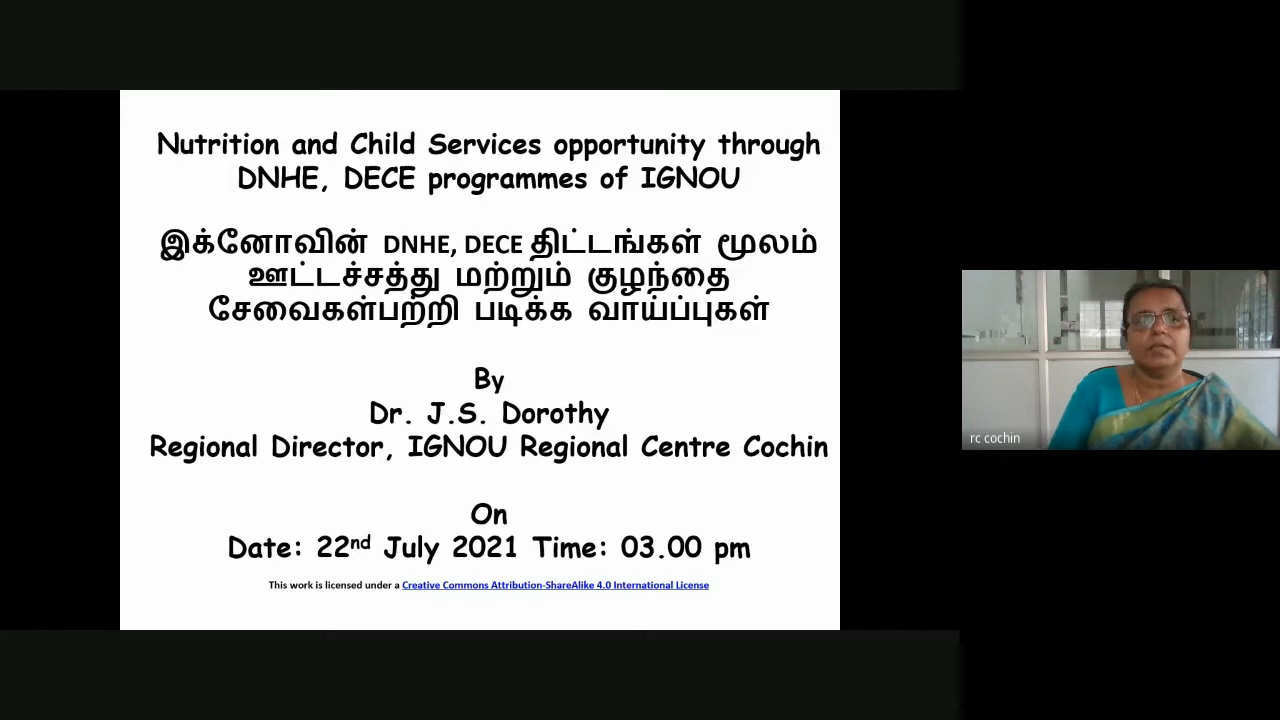 Nutrition and Child Services opportunity through
DNHE, DECE programmes of IGNOU
இக்னோவின் DNHE, DECE திட்டங்கள் மூலம்
ஊட்டச்சத்து மற்றும் குழந்தை
சேவைகள்பற்றி படிக்க வாய்ப்புகள்
By
Dr. J.S. Dorothy
Regional Director, IGNOU Regional Centre Cochin
On
Date: 22nd July 2021 Time: 03.00 pm
This work is licensed under a Creative Commons Attribution-ShareAlike 4.0 International License
rc cochin